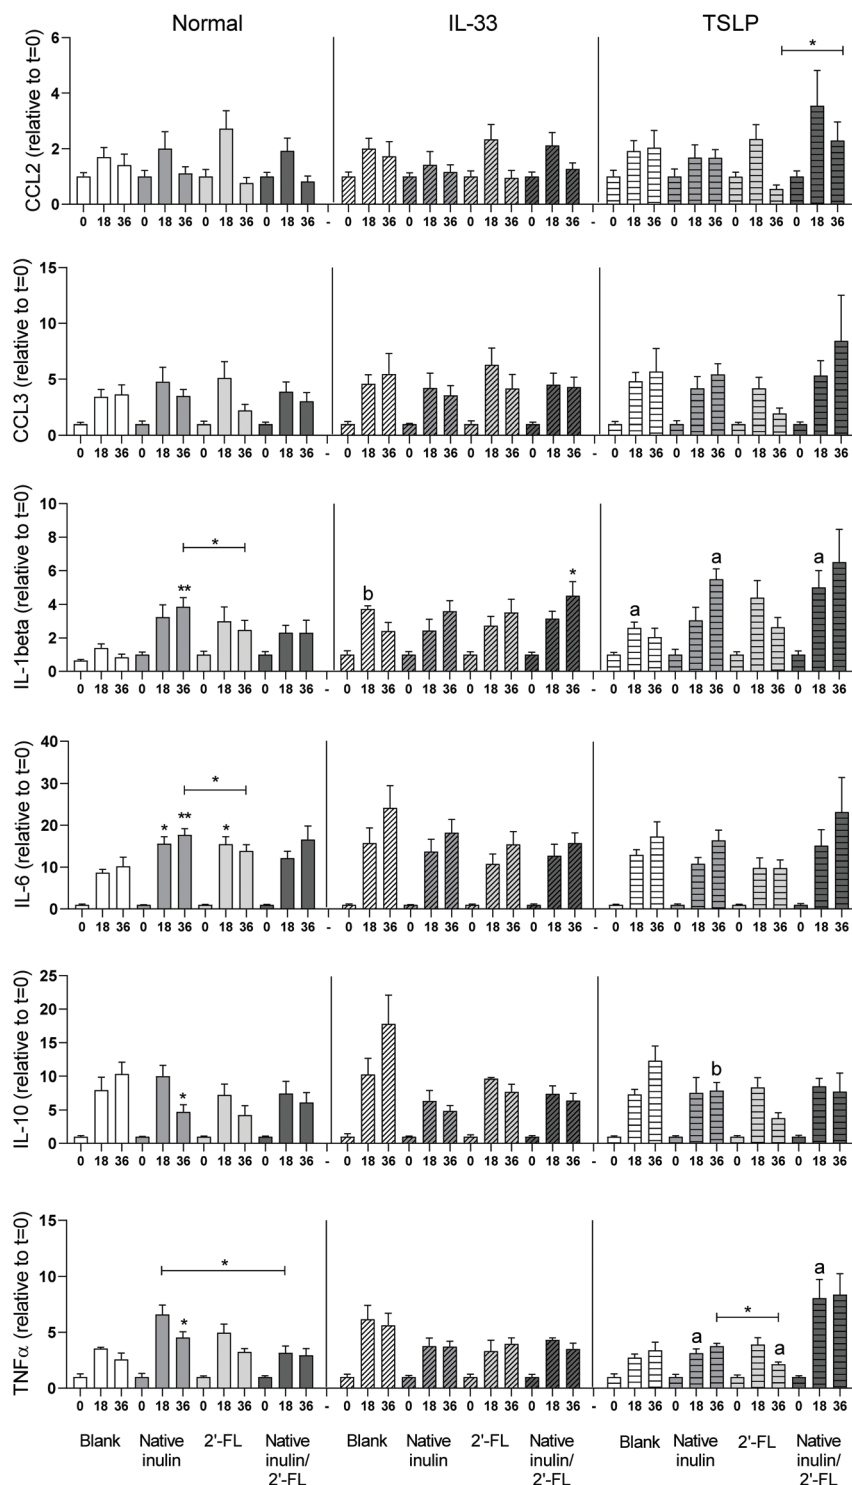 Normal IL-33 TSLP
CCL2 (relative to t=0)
6
4
2
0
*
0 18 36 0 18 36 0 18 36 0 18 36 - 0 18 36 0 18 36 0 18 36 0 18 36 - 0 18 36 0 18 36 0 18 36 0 18 36
CCL3 (relative to t=0)
15
10
5
0
0 18 36 0 18 36 0 18 36 0 18 36 - 0 18 36 0 18 36 0 18 36 0 18 36 - 0 18 36 0 18 36 0 18 36 0 18 36
IL-1beta (relative to t=0)
10
8
6
4
2
0
* ** b * a a a
0 18 36 0 18 36 0 18 36 0 18 36 - 0 18 36 0 18 36 0 18 36 0 18 36 - 0 18 36 0 18 36 0 18 36 0 18 36
IL-6 (relative to t=0)
40
30
20
10
0
* * ** *
0 18 36 0 18 36 0 18 36 0 18 36 - 0 18 36 0 18 36 0 18 36 0 18 36 - 0 18 36 0 18 36 0 18 36 0 18 36
IL-10 (relative to t=0)
25
20
15
10
5
0
* b
0 18 36 0 18 36 0 18 36 0 18 36 - 0 18 36 0 18 36 0 18 36 0 18 36 - 0 18 36 0 18 36 0 18 36 0 18 36
TNFα (relative to t=0)
15
10
5
0
* * a * a a
0 18 36 0 18 36 0 18 36 0 18 36 - 0 18 36 0 18 36 0 18 36 0 18 36 - 0 18 36 0 18 36 0 18 36 0 18 36
Blank Native 2'-FL Native Blank Native 2'-FL Native Blank Native 2'-FL Native
inulin inulin/ inulin inulin/ inulin inulin/
2'-FL 2'-FL 2'-FL